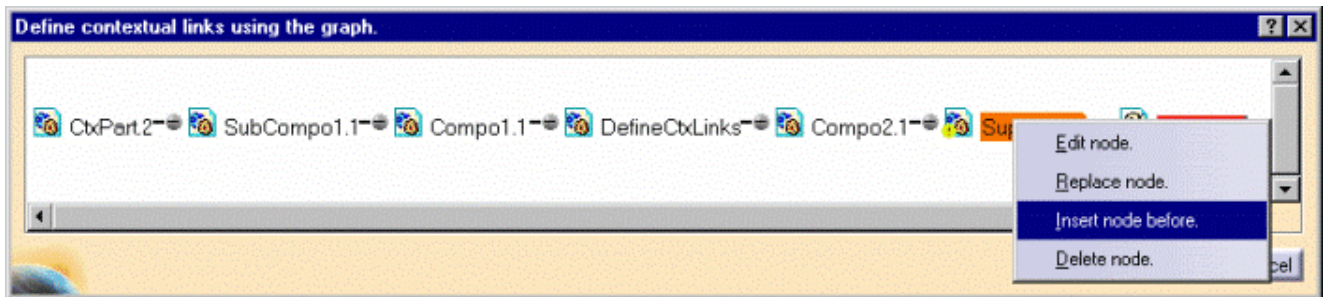 Define contextual links using the graph.
CtxPart.2 SubCompo1.1 Compo1.1 DefineCtxLinks Compo2.1
Edit node.
Replace node.
Insert node before.
Delete node.